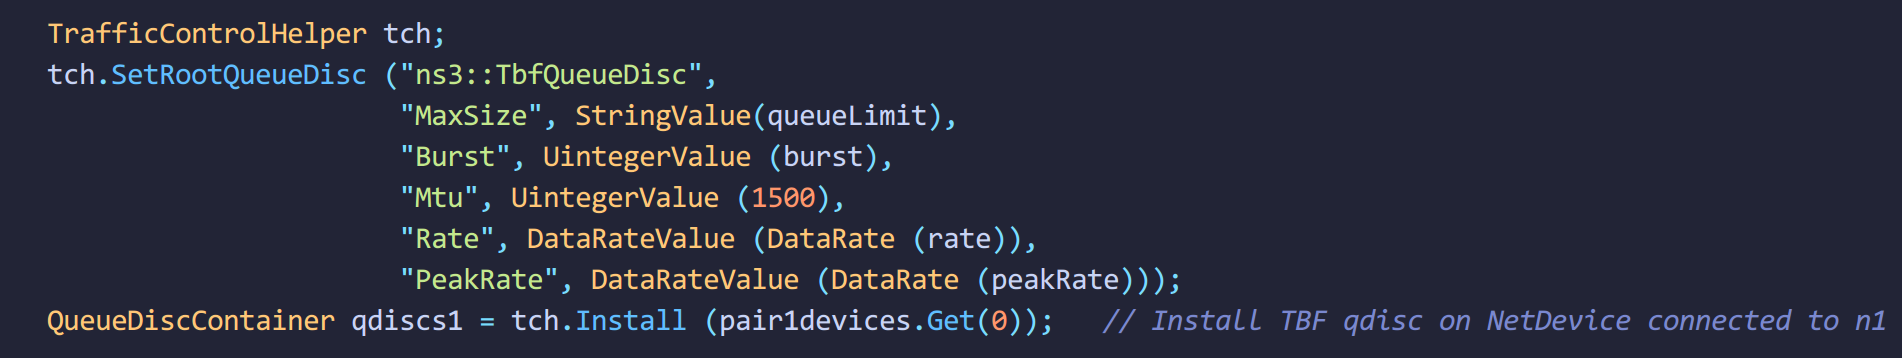 TrafficControlHelper tch;
tch.SetRootQueueDisc ("ns3::TbfQueueDisc",
                      "MaxSize", StringValue(queueLimit),
                      "Burst", UintegerValue (burst),
                      "Mtu", UintegerValue (1500),
                      "Rate", DataRateValue (DataRate (rate)),
                      "PeakRate", DataRateValue (DataRate (peakRate)));
QueueDiscContainer qdiscs1 = tch.Install (pair1devices.Get(0));   // Install TBF qdisc on NetDevice connected to n1